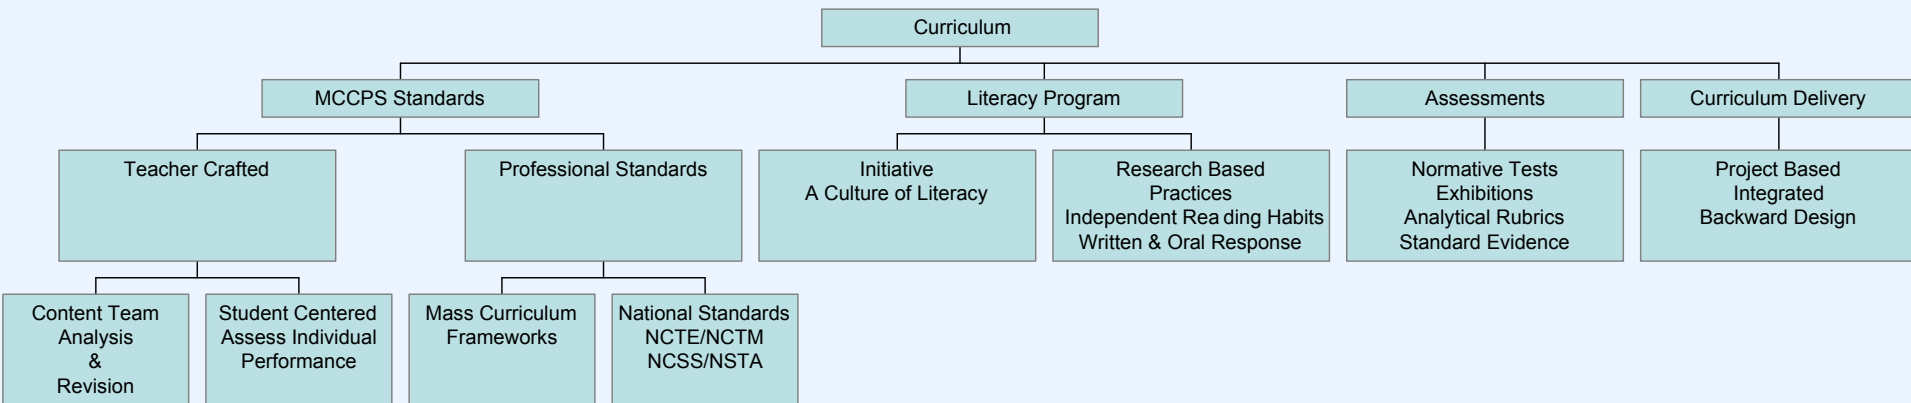 Curriculum
MCCPS Standards
Literacy Program
Assessments
Curriculum Delivery
Teacher Crafted
Professional Standards
Initiative
A Culture of Literacy
Research Based
Practices
Independent Rea ding Habits
Written & Oral Response
Normative Tests
Exhibitions
Analytical Rubrics
Standard Evidence
Project Based
Integrated
Backward Design
Content Team
Analysis
&
Revision
Student Centered
Assess Individual
Performance
Mass Curriculum
Frameworks
National Standards
NCTE/NCTM
NCSS/NSTA